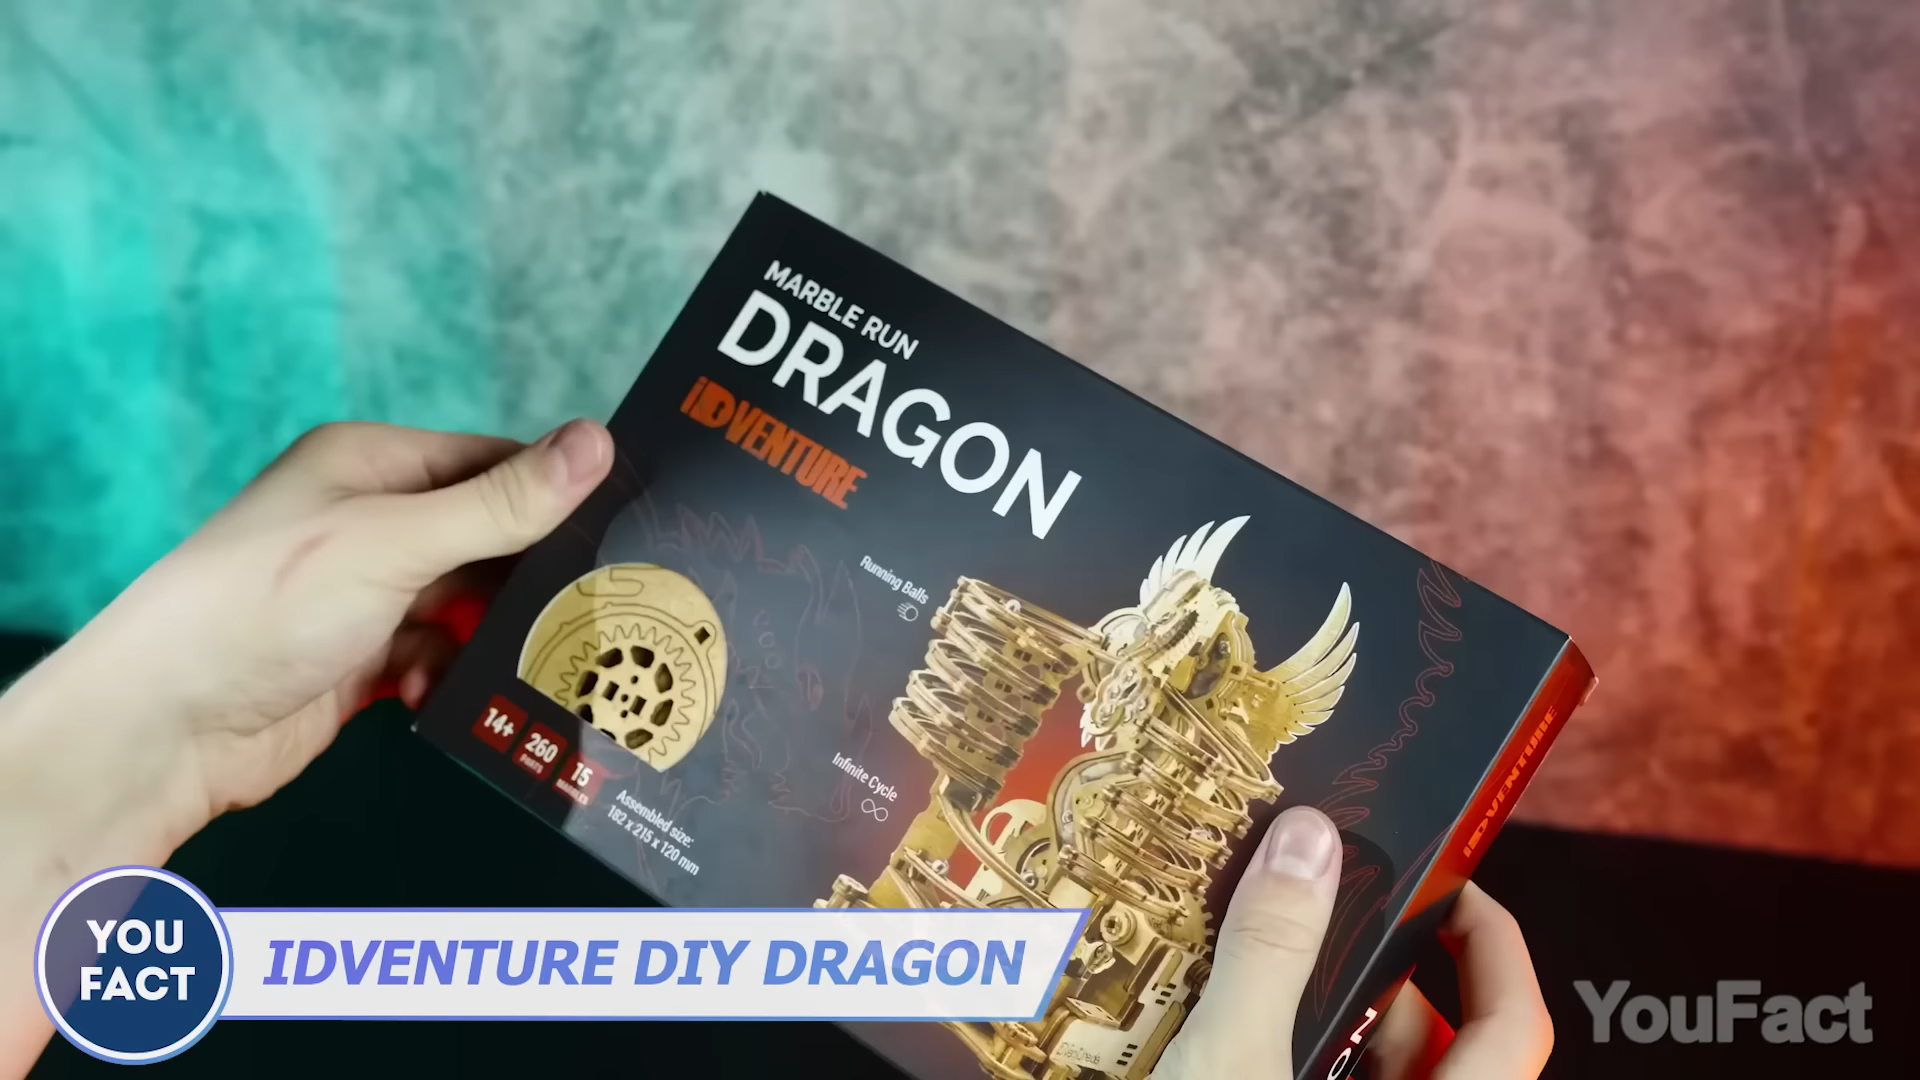 MARBLE RUN
DRAGON
iDVENTURE
Running Balls
Infinite Cycle
14+
260
PARTS
15
MARBLES
Assembled size:
182 x 215 x 120 mm
iDVENTURE
YOU
FACT
IDVENTURE DIY DRAGON
YouFact